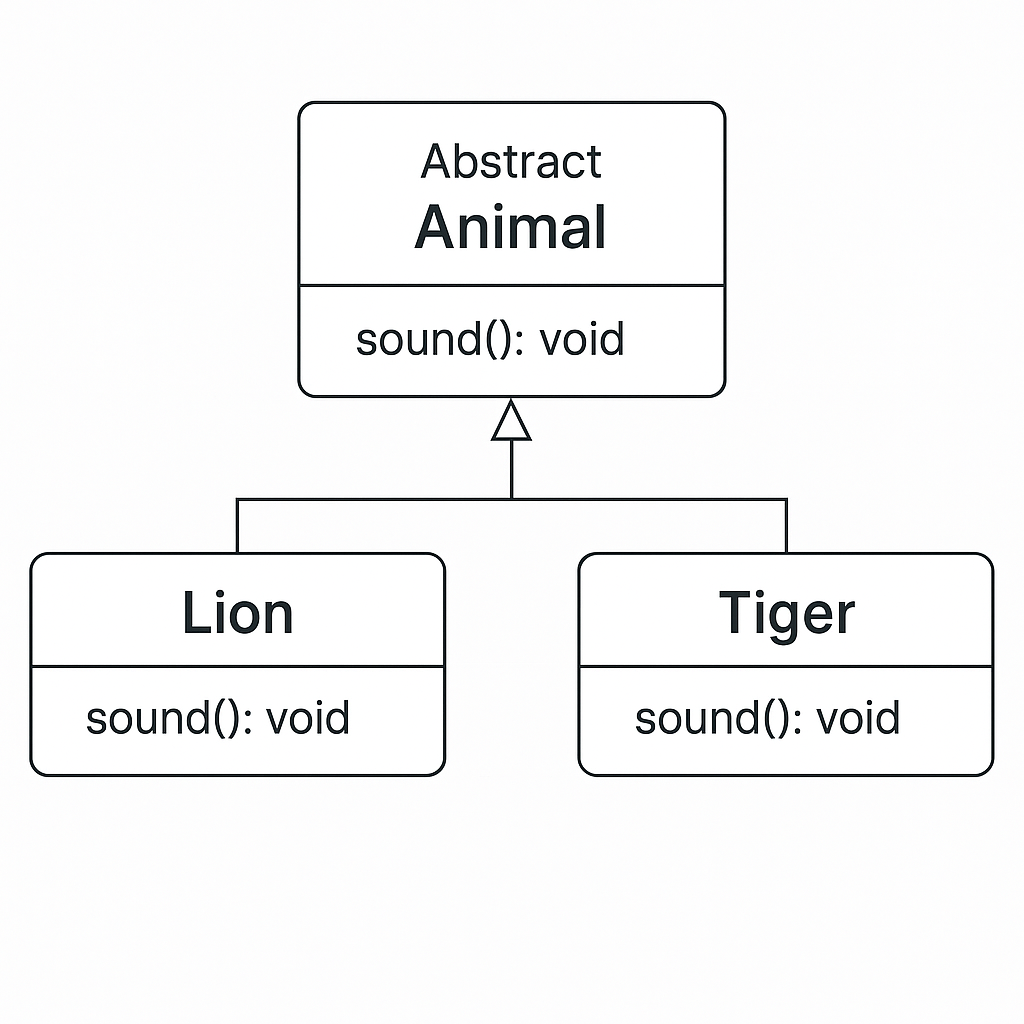 Abstract
Animal
sound(): void
Lion
sound(): void
Tiger
sound(): void